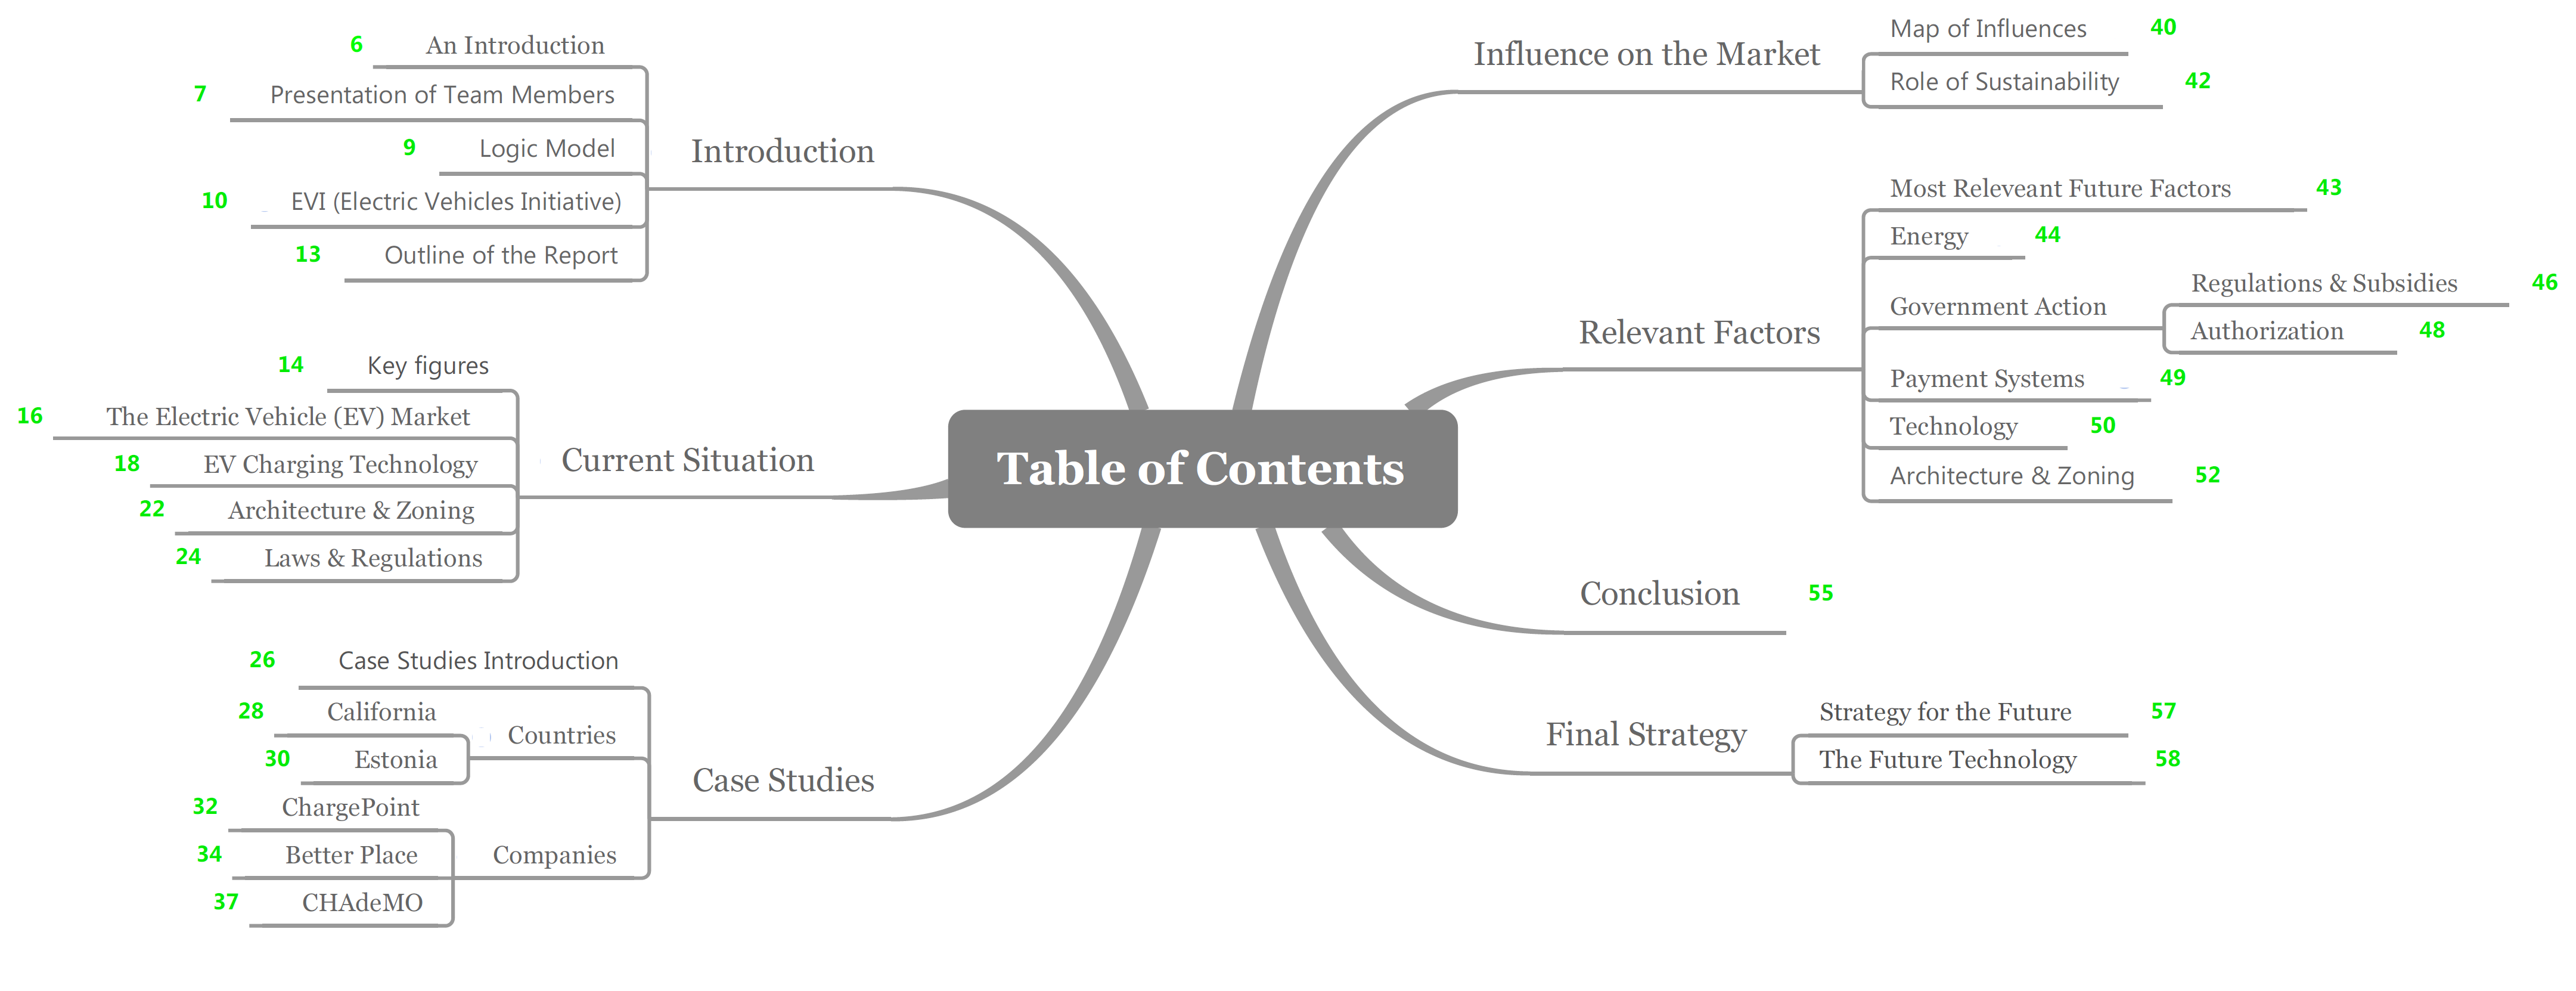 Table of Contents
Introduction
6 An Introduction
7 Presentation of Team Members
9 Logic Model
10 EVI (Electric Vehicles Initiative)
13 Outline of the Report
Current Situation
14 Key figures
16 The Electric Vehicle (EV) Market
18 EV Charging Technology
22 Architecture & Zoning
24 Laws & Regulations
Case Studies
26 Case Studies Introduction
Countries
28 California
30 Estonia
Companies
32 ChargePoint
34 Better Place
37 CHAdeMO
Influence on the Market
Map of Influences 40
Role of Sustainability 42
Relevant Factors
Most Releveant Future Factors 43
Energy 44
Government Action
Regulations & Subsidies 46
Authorization 48
Payment Systems 49
Technology 50
Architecture & Zoning 52
Conclusion 55
Final Strategy
Strategy for the Future 57
The Future Technology 58